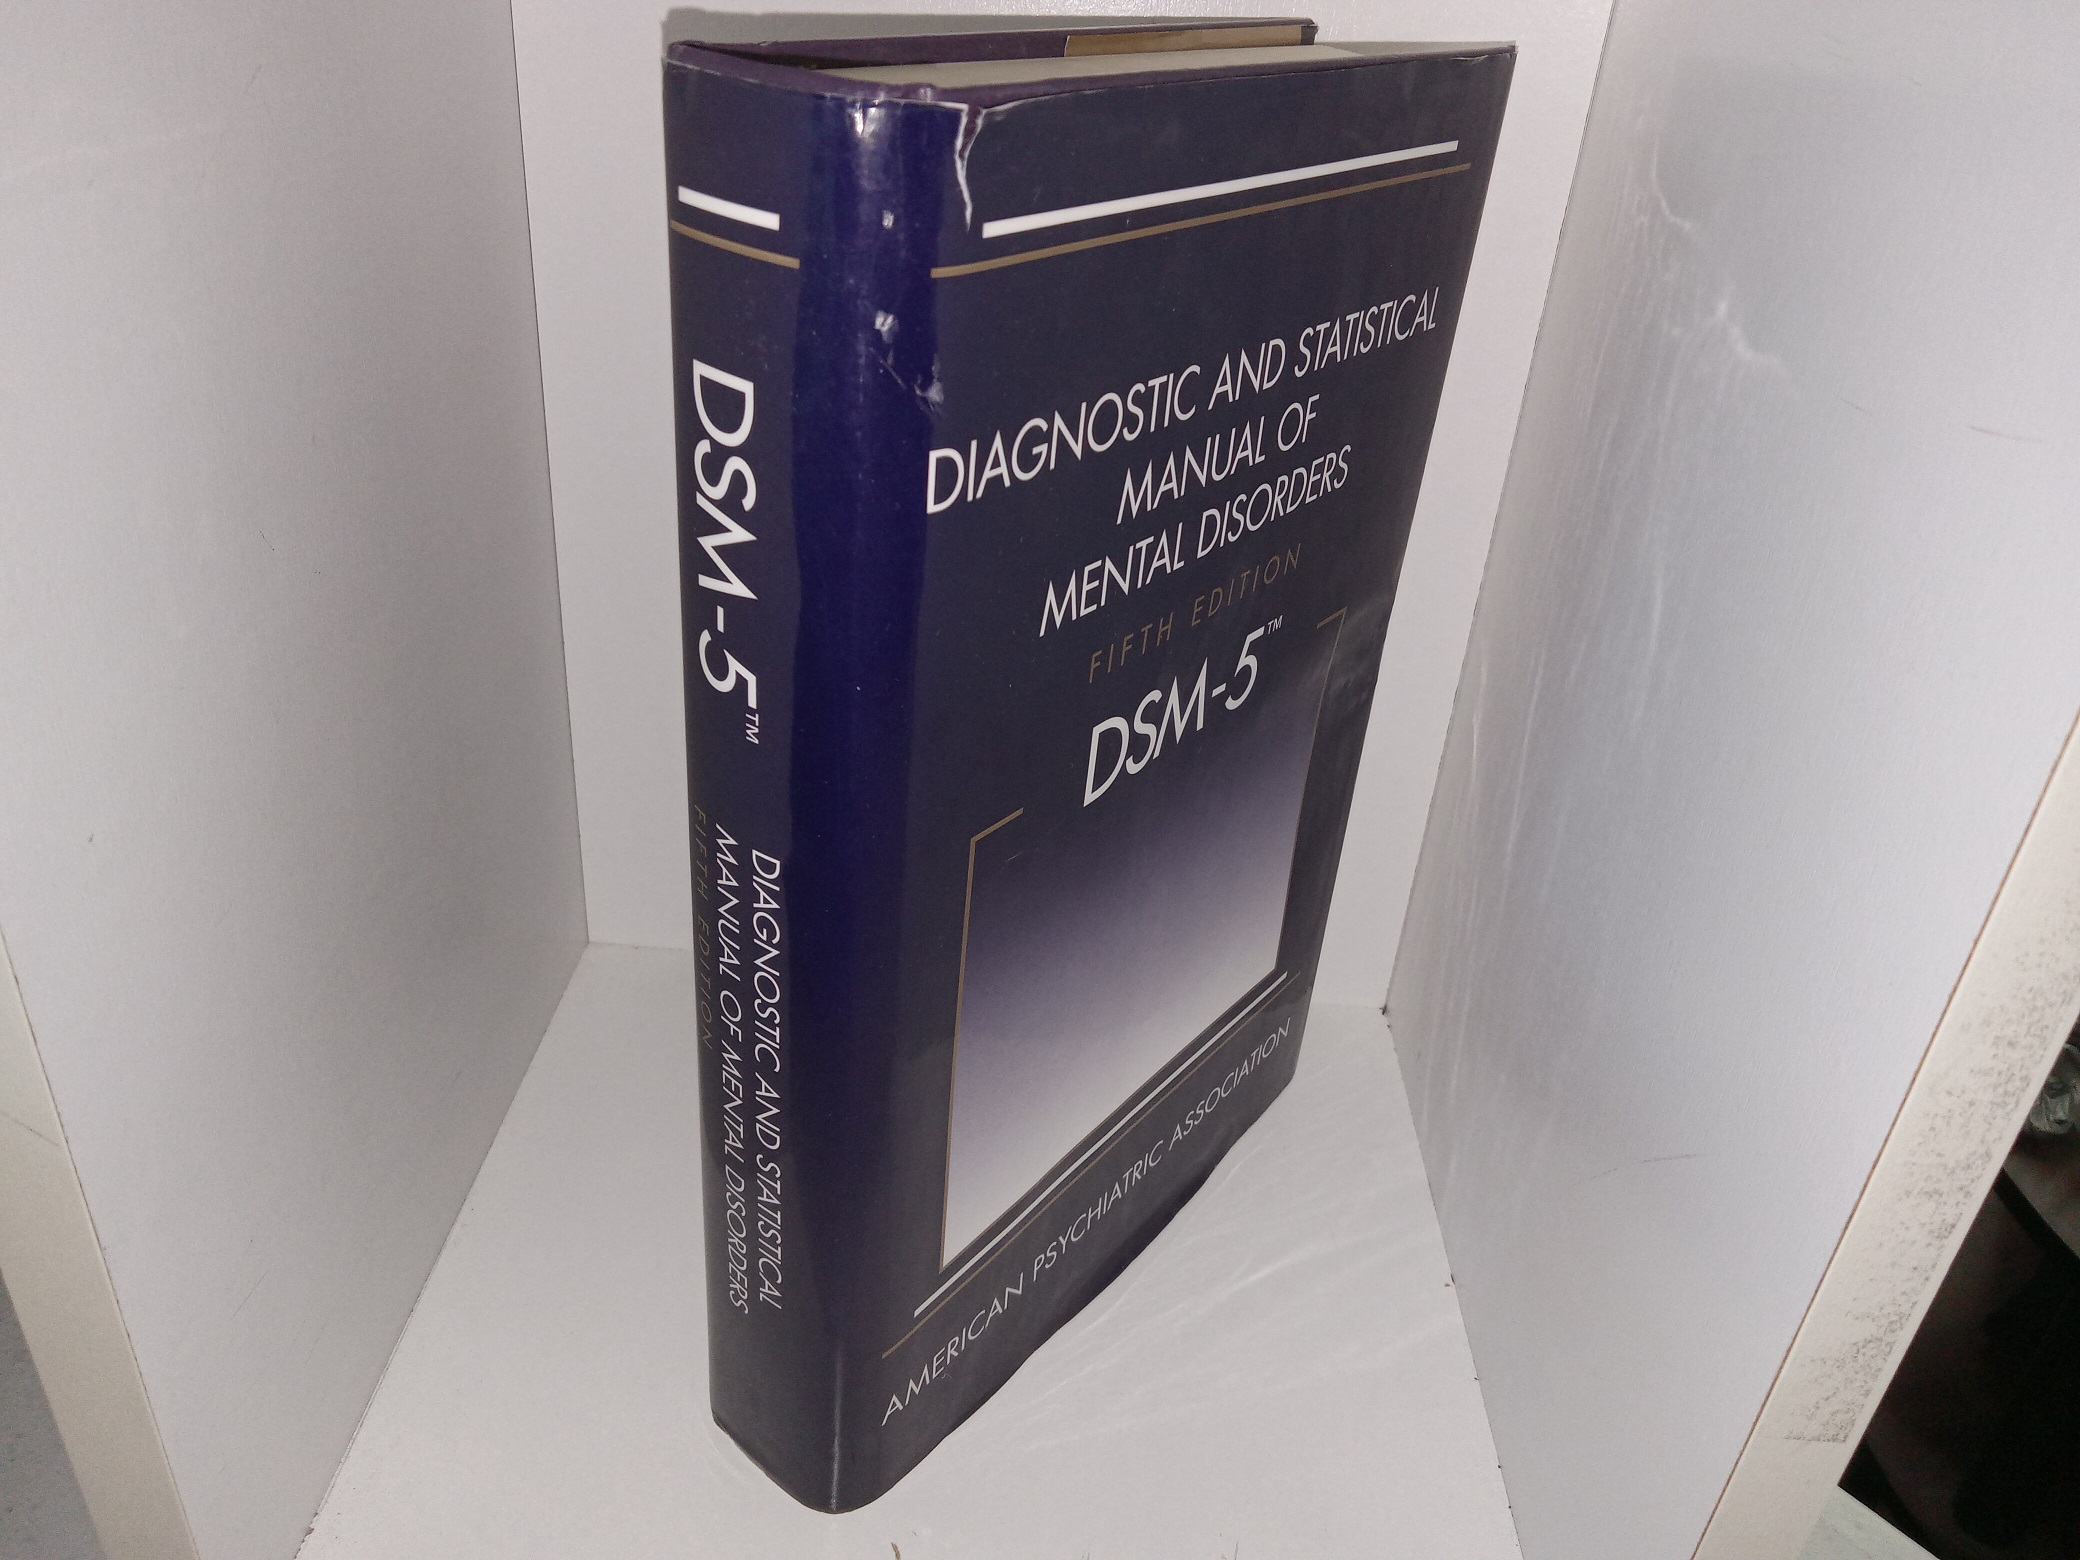 DSM-5™
DIAGNOSTIC AND STATISTICAL
MANUAL OF MENTAL DISORDERS
FIFTH EDITION
DIAGNOSTIC AND STATISTICAL
MANUAL OF
MENTAL DISORDERS
FIFTH EDITION
DSM-5™
AMERICAN PSYCHIATRIC ASSOCIATION